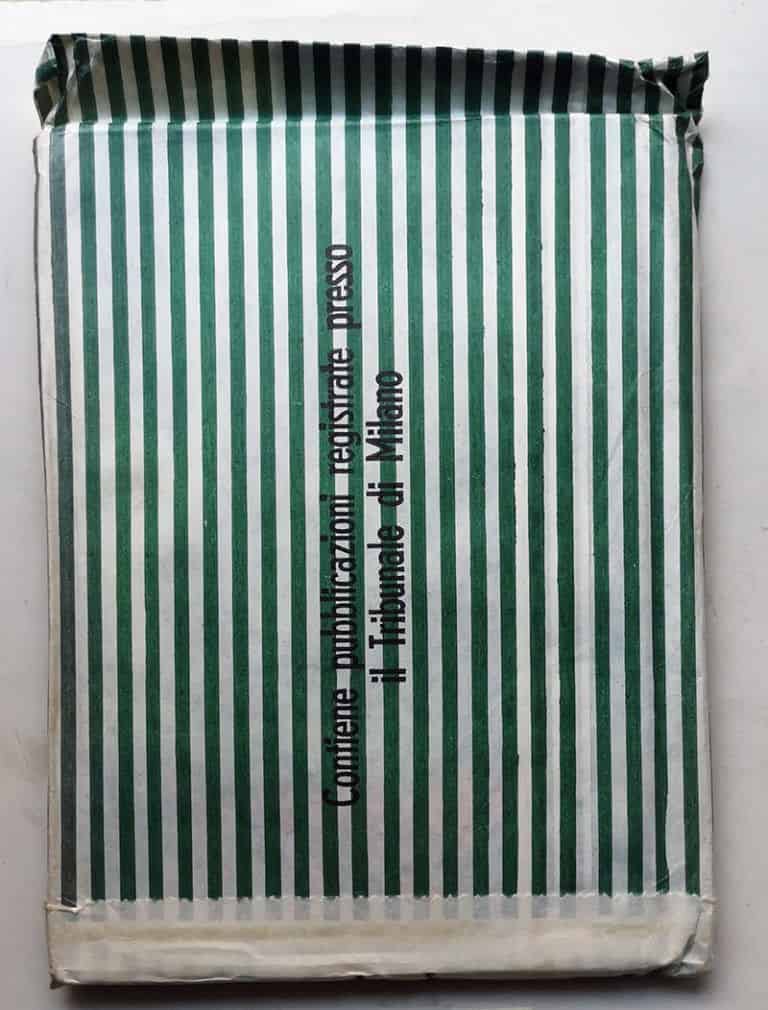 Contiene pubblicazioni registrate presso
il Tribunale di Milano